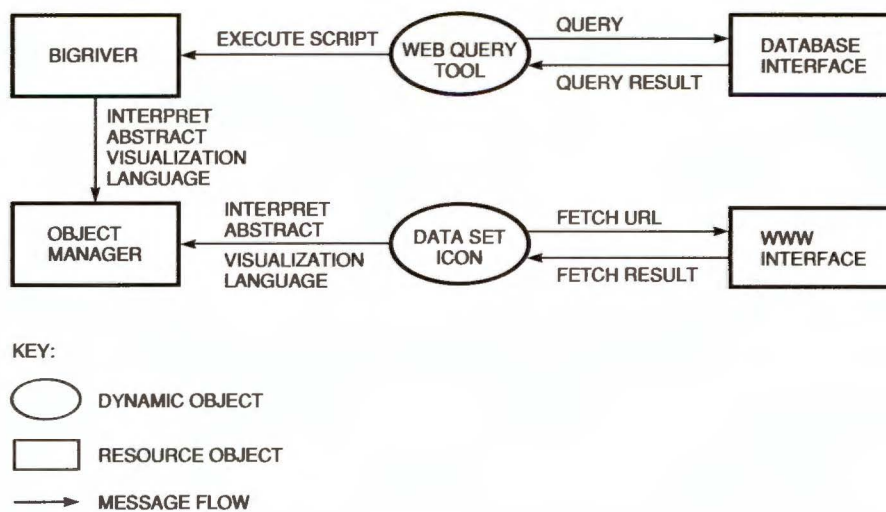 BIGRIVER
EXECUTE SCRIPT
WEB QUERY
TOOL
QUERY
QUERY RESULT
DATABASE
INTERFACE
INTERPRET
ABSTRACT
VISUALIZATION
LANGUAGE
OBJECT
MANAGER
INTERPRET
ABSTRACT
VISUALIZATION
LANGUAGE
DATA SET
ICON
FETCH URL
FETCH RESULT
WWW
INTERFACE
KEY:
DYNAMIC OBJECT
RESOURCE OBJECT
MESSAGE FLOW